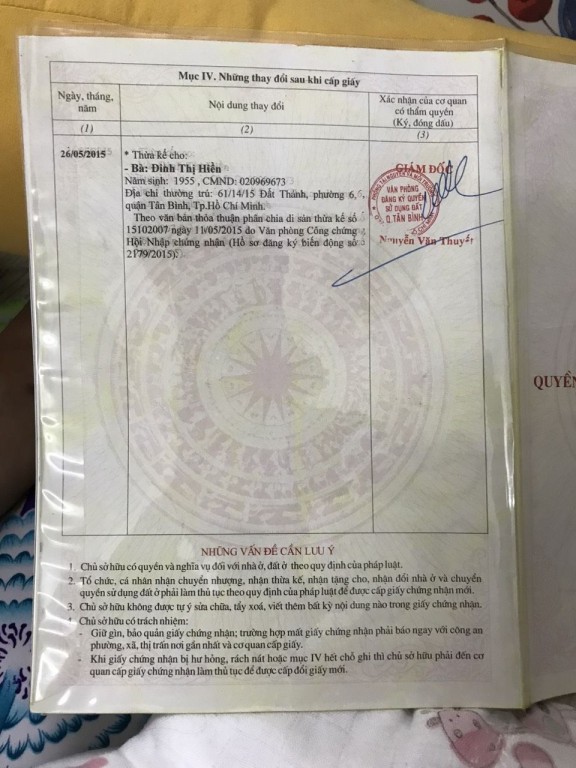 Mục IV. Những thay đổi sau khi cấp giấy
Ngày, tháng, năm
Nội dung thay đổi
Xác nhận của cơ quan có thẩm quyền (Ký, đóng dấu)
(1)
(2)
(3)
26/05/2015
* Thừa kế cho:
- Bà: Đinh Thị Hiền
Năm sinh: 1955 , CMND: 020969673
Địa chỉ thường trú: 61/14/15 Đất Thánh, phường 6,
quận Tân Bình, Tp.Hồ Chí Minh.
Theo văn bản thỏa thuận phân chia di sản thừa kế số
15102007 ngày 11/05/2015 do Văn phòng Công chứng
Hội Nhập chứng nhận (Hồ sơ đăng ký biến động số
2179/2015).
GIÁM ĐỐC
VĂN PHÒNG
ĐĂNG KÝ QUYỀN
SỬ DỤNG ĐẤT
Q.TÂN BÌNH
Nguyễn Văn Thuyết
QUYỀN
NHỮNG VẤN ĐỀ CẦN LƯU Ý
1. Chủ sở hữu có quyền và nghĩa vụ đối với nhà ở, đất ở theo quy định của pháp luật.
2. Tổ chức, cá nhân nhận chuyển nhượng, nhận thừa kế, nhận tặng cho, nhận đổi nhà ở và chuyển
quyền sử dụng đất ở phải làm thủ tục theo quy định của pháp luật để được cấp giấy chứng nhận mới.
3. Chủ sở hữu không được tự ý sửa chữa, tẩy xoá, viết thêm bất kỳ nội dung nào trong giấy chứng nhận.
Chủ sở hữu có trách nhiệm:
- Giữ gìn, bảo quản giấy chứng nhận; trường hợp mất giấy chứng nhận phải báo ngay với công an
phường, xã, thị trấn nơi gần nhất và cơ quan cấp giấy.
- Khi giấy chứng nhận bị hư hỏng, rách nát hoặc mục IV hết chỗ ghi thì chủ sở hữu phải đến cơ
quan cấp giấy chứng nhận làm thủ tục để được cấp đổi giấy mới.